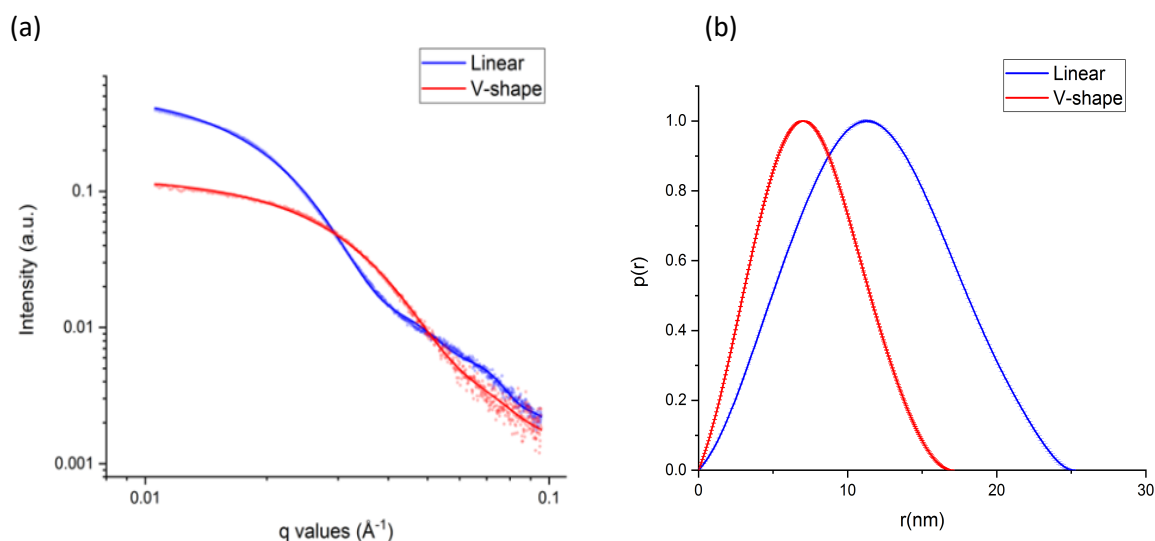 (a)
Linear
V-shape
0.1
0.01
0.001
Intensity (a.u.)
0.01
0.1
q values (Å⁻¹)
(b)
Linear
V-shape
1.0
0.8
0.6
0.4
0.2
0.0
p(r)
0
10
20
30
r(nm)